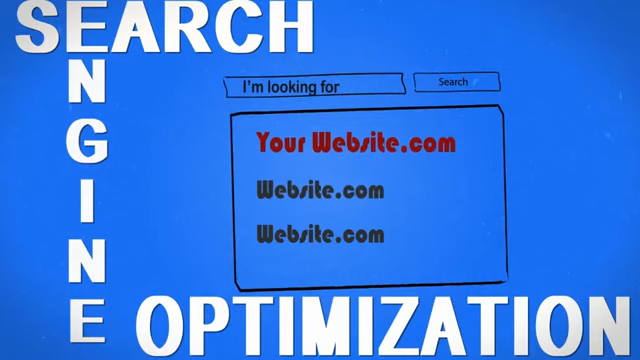 SEARCH
ENGINE
I'm looking for
Search
Your Website.com
Website.com
Website.com
OPTIMIZATION